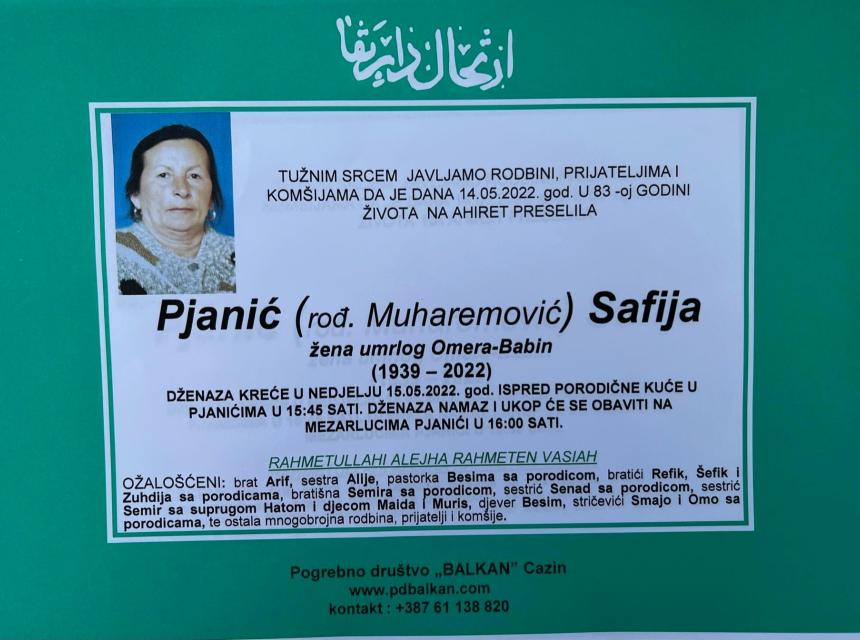 ارتحال دار بقا
TUŽNIM SRCEM JAVLJAMO RODBINI, PRIJATELJIMA I
KOMŠIJAMA DA JE DANA 14.05.2022. god. U 83 -oj GODINI
ŽIVOTA NA AHIRET PRESELILA
Pjanić (rođ. Muharemović) Safija
žena umrlog Omera-Babin
(1939 – 2022)
DŽENAZA KREĆE U NEDJELJU 15.05.2022. god. ISPRED PORODIČNE KUĆE U
PJANIĆIMA U 15:45 SATI. DŽENAZA NAMAZ I UKOP ĆE SE OBAVITI NA
MEZARLUCIMA PJANIĆI U 16:00 SATI.
RAHMETULLAHI ALEJHA RAHMETEN VASIAH
OŽALOŠĆENI: brat Arif, sestra Alije, pastorka Besima sa porodicom, bratići Refik, Šefik i
Zuhdija sa porodicama, bratišna Semira sa porodicom, sestrić Senad sa porodicom, sestrić
Semir sa suprugom Hatom i djecom Maida i Muris, djever Besim, stričevići Smajo i Omo sa
porodicama, te ostala mnogobrojna rodbina, prijatelji i komšije.
Pogrebno društvo „BALKAN” Cazin
www.pdbalkan.com
kontakt : +387 61 138 820